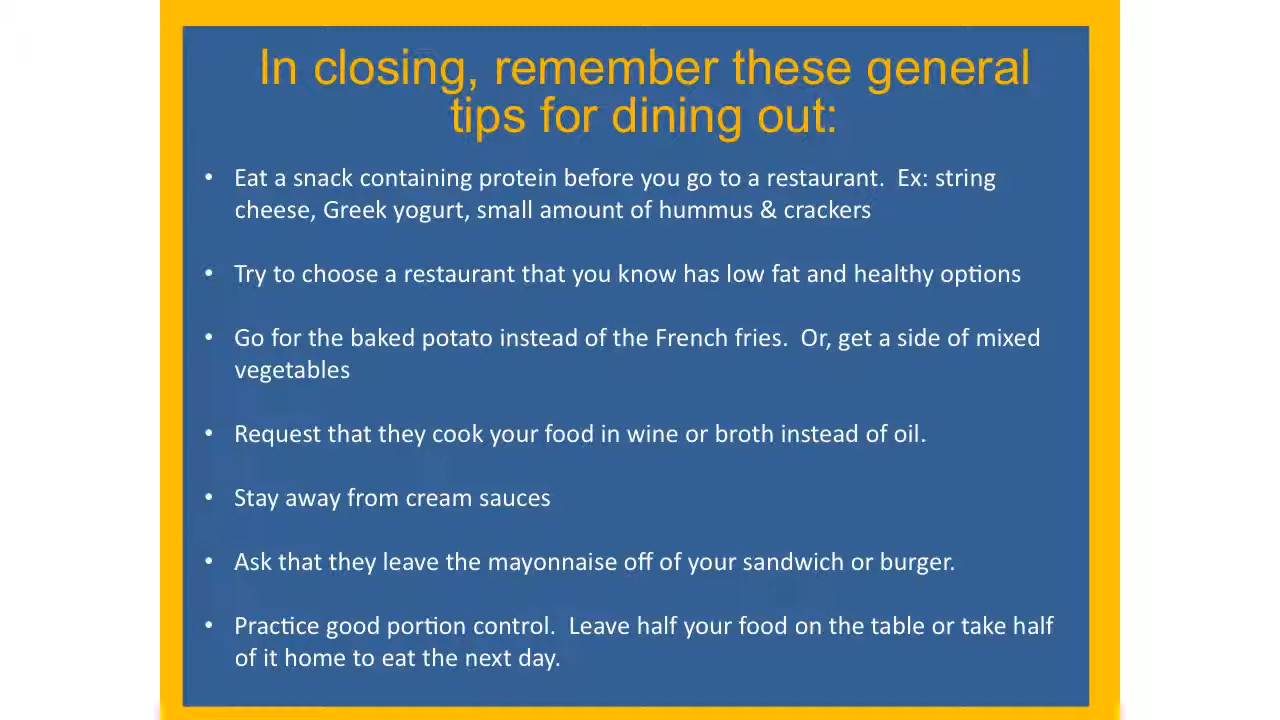 In closing, remember these general
tips for dining out:
• Eat a snack containing protein before you go to a restaurant.  Ex: string
cheese, Greek yogurt, small amount of hummus & crackers
• Try to choose a restaurant that you know has low fat and healthy options
• Go for the baked potato instead of the French fries.  Or, get a side of mixed
vegetables
• Request that they cook your food in wine or broth instead of oil.
• Stay away from cream sauces
• Ask that they leave the mayonnaise off of your sandwich or burger.
• Practice good portion control.  Leave half your food on the table or take half
of it home to eat the next day.